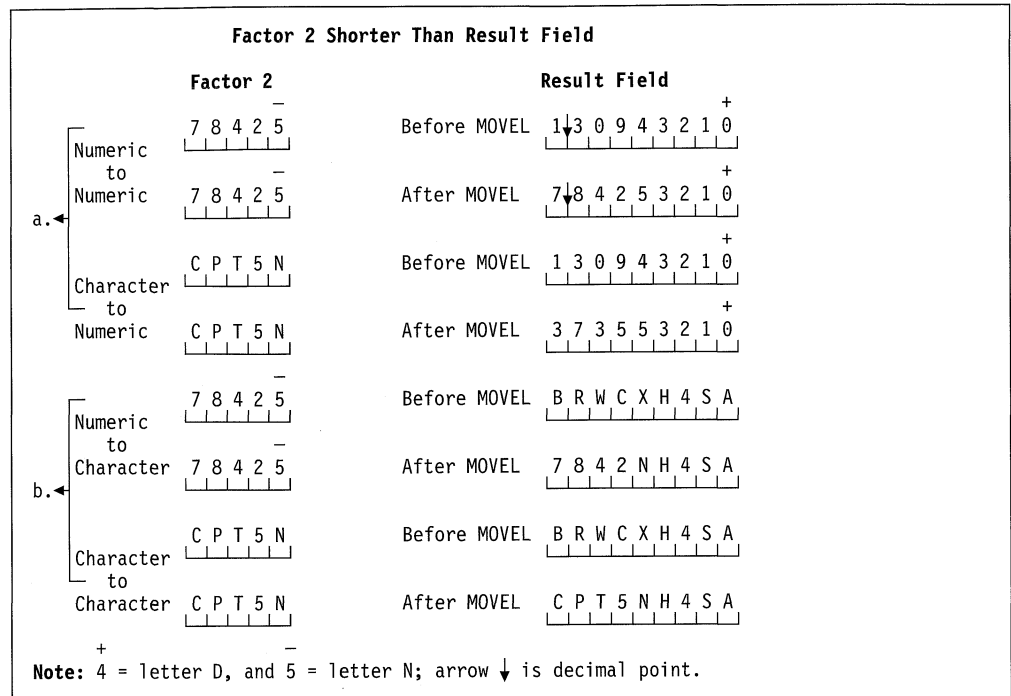 Factor 2 Shorter Than Result Field
Factor 2 Result Field
− +
7 8 4 2 5 Before MOVEL 1↓3 0 9 4 3 2 1 0
Numeric
to − +
Numeric 7 8 4 2 5 After MOVEL 7↓8 4 2 5 3 2 1 0
a.
+
C P T 5 N Before MOVEL 1 3 0 9 4 3 2 1 0
Character
to +
Numeric C P T 5 N After MOVEL 3 7 3 5 5 3 2 1 0
−
7 8 4 2 5 Before MOVEL B R W C X H 4 S A
Numeric
to −
Character 7 8 4 2 5 After MOVEL 7 8 4 2 N H 4 S A
b.
C P T 5 N Before MOVEL B R W C X H 4 S A
Character
to
Character C P T 5 N After MOVEL C P T 5 N H 4 S A
+ −
Note: 4 = letter D, and 5 = letter N; arrow ↓ is decimal point.